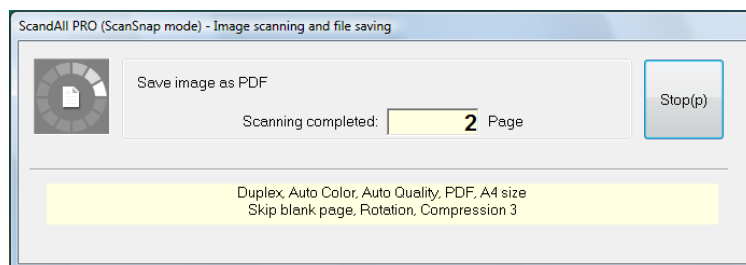 ScandAll PRO (ScanSnap mode) - Image scanning and file saving
Save image as PDF
Stop(p)
Scanning completed: 2 Page
Duplex, Auto Color, Auto Quality, PDF, A4 size
Skip blank page, Rotation, Compression 3